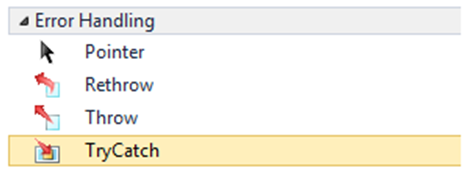 Error Handling
Pointer
Rethrow
Throw
TryCatch